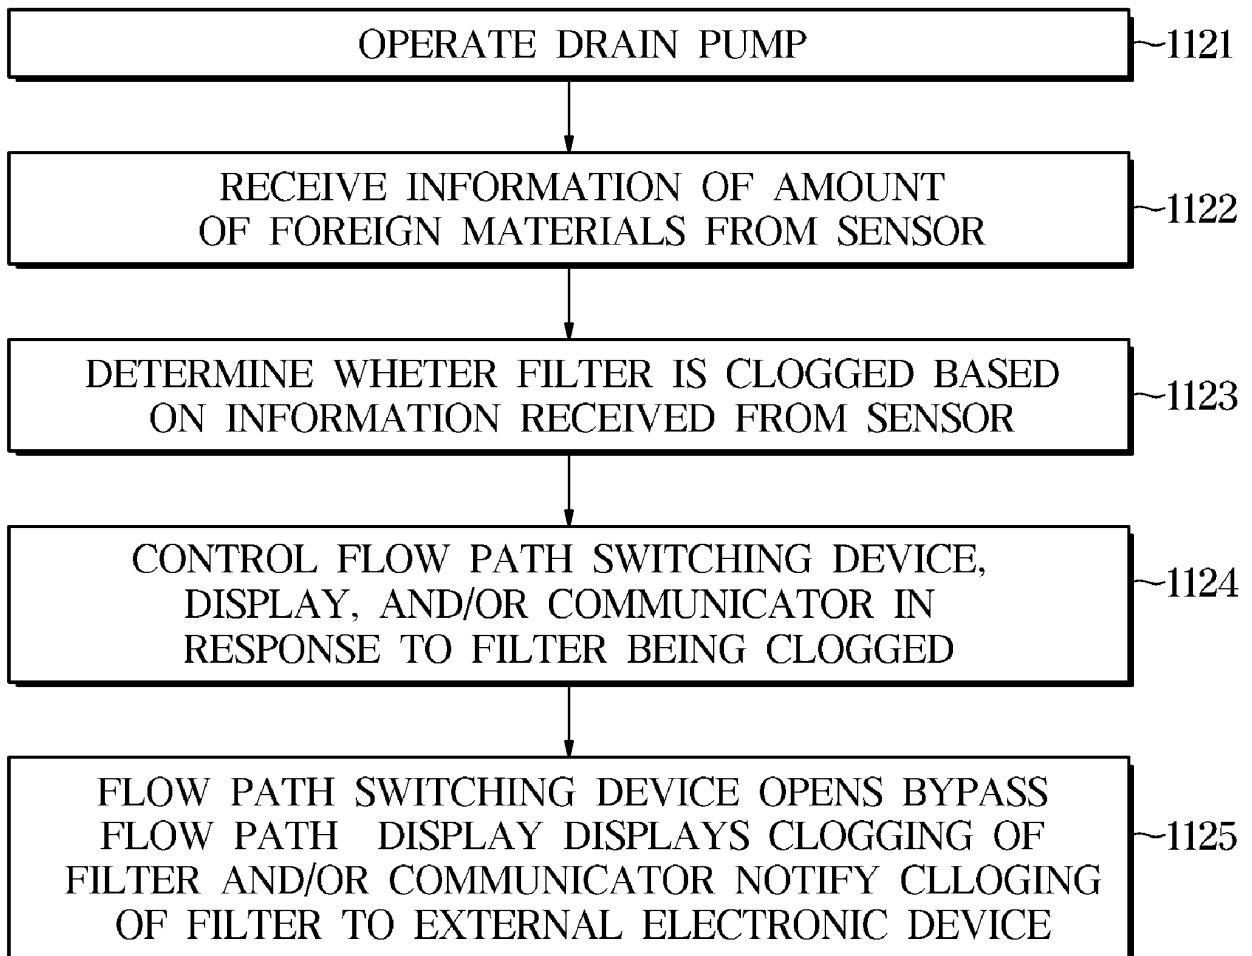 OPERATE DRAIN PUMP
~1121
RECEIVE INFORMATION OF AMOUNT
OF FOREIGN MATERIALS FROM SENSOR
~1122
DETERMINE WHETER FILTER IS CLOGGED BASED
ON INFORMATION RECEIVED FROM SENSOR
~1123
CONTROL FLOW PATH SWITCHING DEVICE,
DISPLAY, AND/OR COMMUNICATOR IN
RESPONSE TO FILTER BEING CLOGGED
~1124
FLOW PATH SWITCHING DEVICE OPENS BYPASS
FLOW PATH DISPLAY DISPLAYS CLOGGING OF
FILTER AND/OR COMMUNICATOR NOTIFY CLLOGING
OF FILTER TO EXTERNAL ELECTRONIC DEVICE
~1125